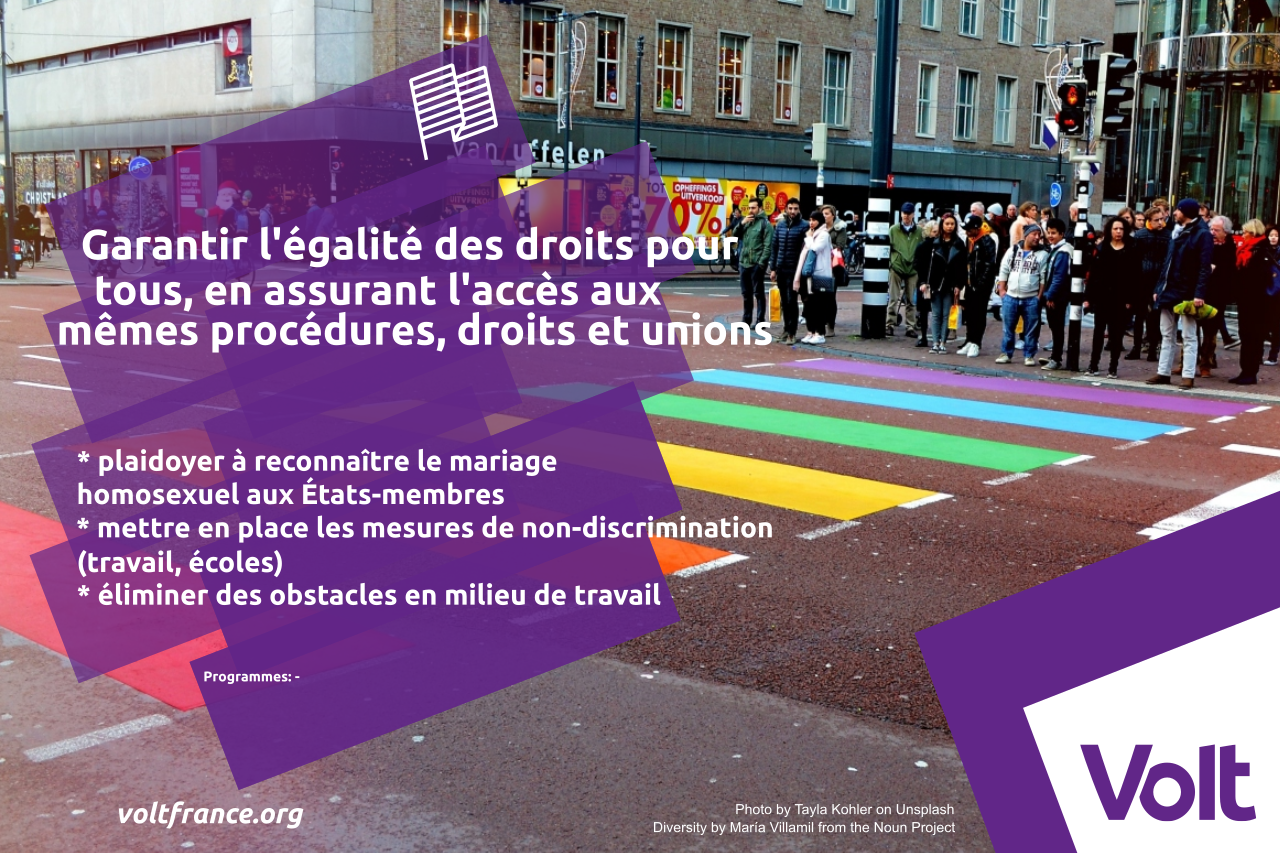 van uffelen
TOT
OPHEFFINGS
UITVERKOOP
70%
CHRISTMAS
Garantir l'égalité des droits pour
tous, en assurant l'accès aux
mêmes procédures, droits et unions
* plaidoyer à reconnaître le mariage
homosexuel aux États-membres
* mettre en place les mesures de non-discrimination
(travail, écoles)
* éliminer des obstacles en milieu de travail
Programmes: -
voltfrance.org
Photo by Tayla Kohler on Unsplash
Diversity by María Villamil from the Noun Project
Volt